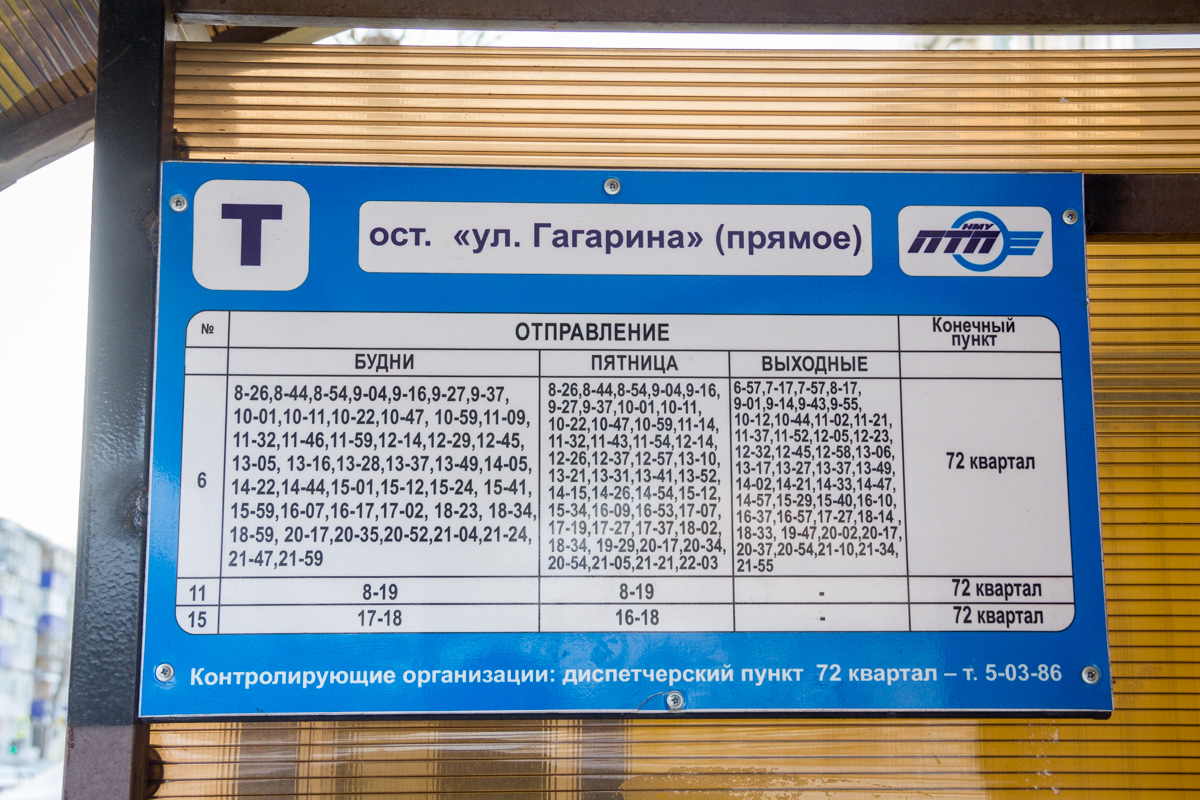 Т
ост. «ул. Гагарина» (прямое)
НМУ
ПТП
№
ОТПРАВЛЕНИЕ
Конечный
пункт
БУДНИ
ПЯТНИЦА
ВЫХОДНЫЕ
6
8-26,8-44,8-54,9-04,9-16,9-27,9-37,
10-01,10-11,10-22,10-47, 10-59,11-09,
11-32,11-46,11-59,12-14,12-29,12-45,
13-05, 13-16,13-28,13-37,13-49,14-05,
14-22,14-44,15-01,15-12,15-24, 15-41,
15-59,16-07,16-17,17-02, 18-23, 18-34,
18-59, 20-17,20-35,20-52,21-04,21-24,
21-47,21-59
8-26,8-44,8-54,9-04,9-16,
9-27,9-37,10-01,10-11,
10-22,10-47,10-59,11-14,
11-32,11-43,11-54,12-14,
12-26,12-37,12-57,13-10,
13-21,13-31,13-41,13-52,
14-15,14-26,14-54,15-12,
15-34,16-09,16-53,17-07,
17-19,17-27,17-37,18-02,
18-34, 19-29,20-17,20-34,
20-54,21-05,21-21,22-03
6-57,7-17,7-57,8-17,
9-01,9-14,9-43,9-55,
10-12,10-44,11-02,11-21,
11-37,11-52,12-05,12-23,
12-32,12-45,12-58,13-06,
13-17,13-27,13-37,13-49,
14-02,14-21,14-33,14-47,
14-57,15-29,15-40,16-10,
16-37,16-57,17-27,18-14 ,
18-33, 19-47,20-02,20-17,
20-37,20-54,21-10,21-34,
21-55
72 квартал
11 8-19 8-19 - 72 квартал
15 17-18 16-18 - 72 квартал
Контролирующие организации: диспетчерский пункт 72 квартал – т. 5-03-86